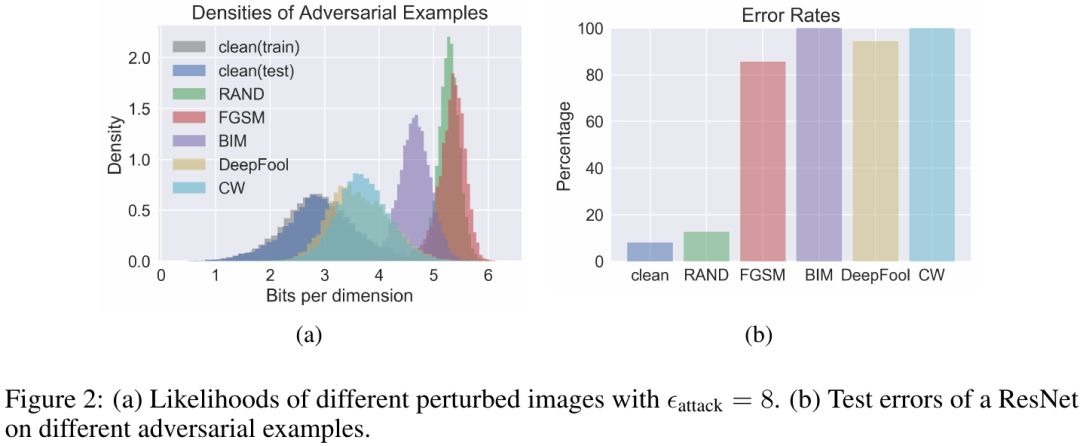 Densities of Adversarial Examples
2.0
1.5
1.0
0.5
0.0
Density
clean(train)
clean(test)
RAND
FGSM
BIM
DeepFool
CW
0 1 2 3 4 5 6
Bits per dimension
(a)
Error Rates
100
80
60
40
20
0
Percentage
clean RAND FGSM BIM DeepFool CW
(b)
Figure 2: (a) Likelihoods of different perturbed images with ϵattack = 8. (b) Test errors of a ResNet
on different adversarial examples.